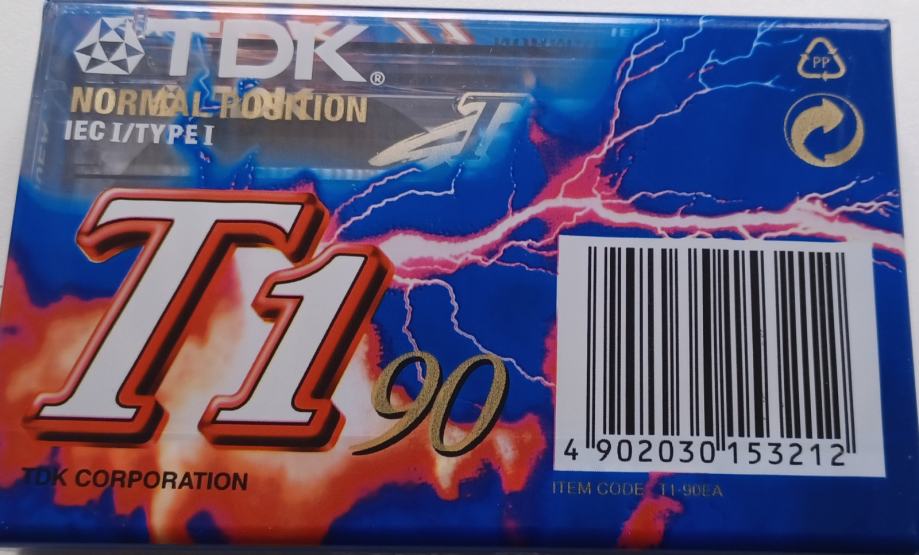 TDK®
NORMAL POSITION
IEC I/TYPE I
PP
T1 90
4 902030 153212
TDK CORPORATION
ITEM CODE T1-90EA